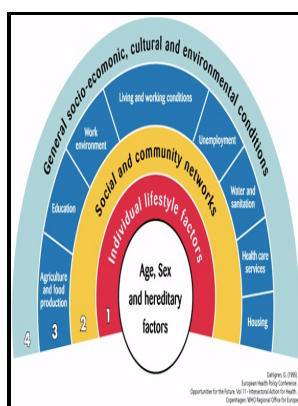 General socio-eomonic, cultural and environmental conditions
Living and working conditions
Work
environment
Unemployment
Education
Water and
sanitation
Social and community networks
Individual lifestyle factors
Agriculture
and food
production
Health care
services
Age, Sex
and hereditary
factors
Housing
4
3
2
1
Dahlgren, G. (1995)
European Health Policy Conference:
Opportunities for the Future. Vol 11 - Intersectoral Action for Health.
Copenhagen: WHO Regional Office for Europe